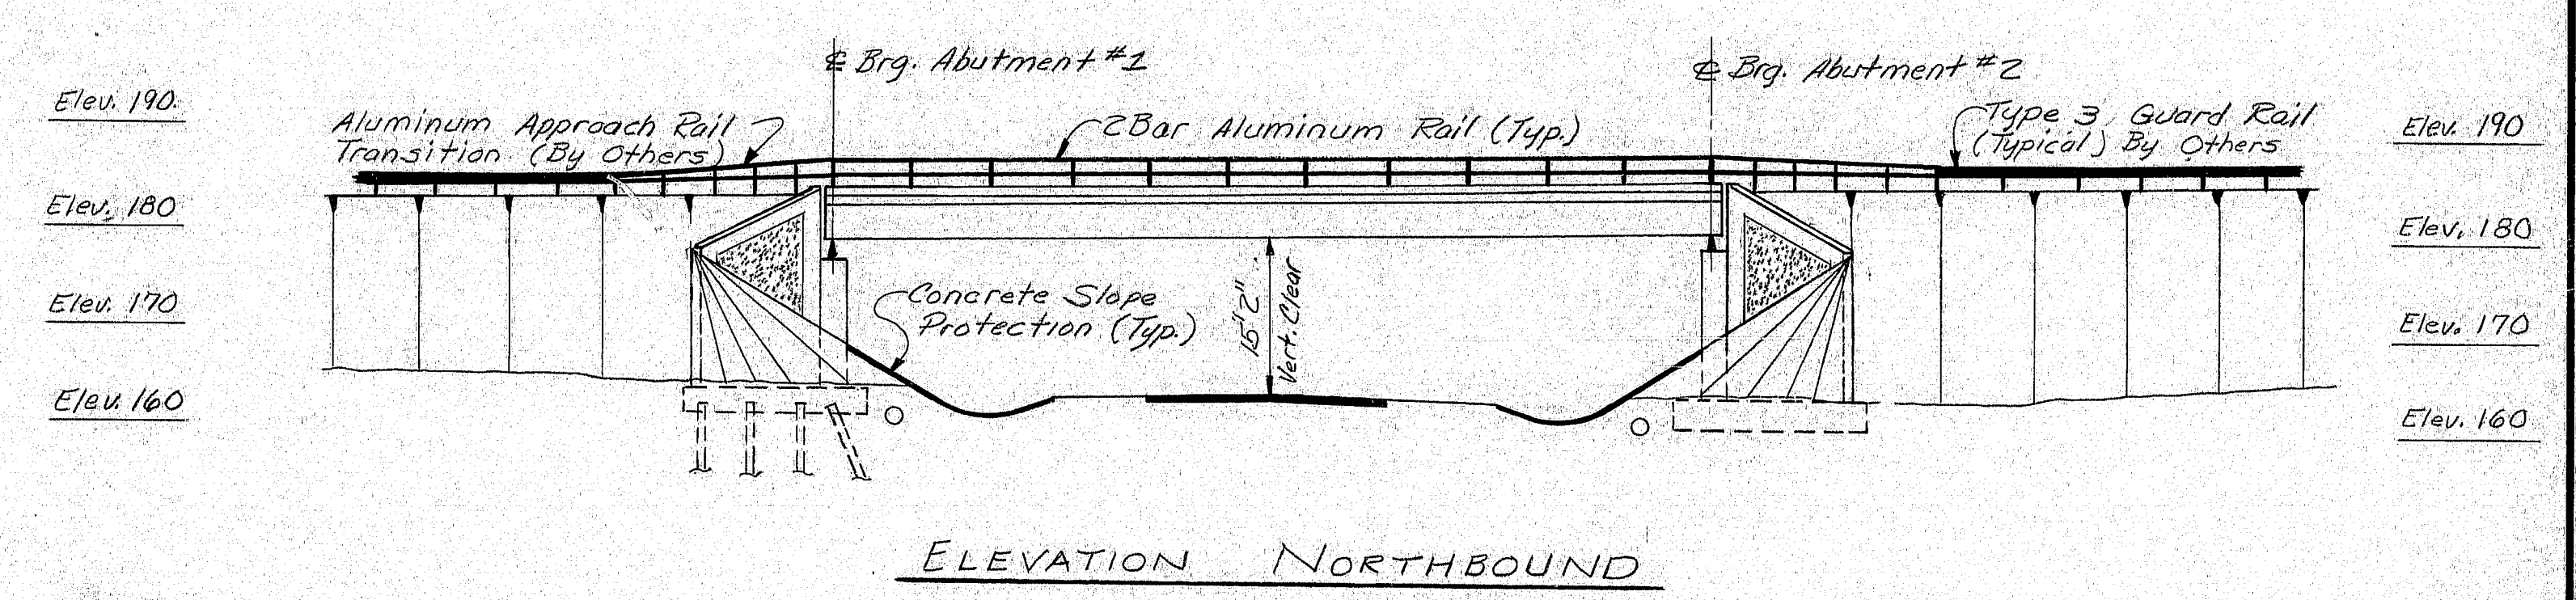 ℄ Brg. Abutment #1
℄ Brg. Abutment #2
Elev. 190.
Aluminum Approach Rail
Transition (By Others)
2Bar Aluminum Rail (Typ.)
Type 3 Guard Rail
(Typical) By Others
Elev. 190
Elev. 180
Elev. 180
Elev. 170
Concrete Slope
Protection (Typ.)
15'2"
Vert. Clear
Elev. 170
Elev. 160
Elev. 160
ELEVATION NORTHBOUND